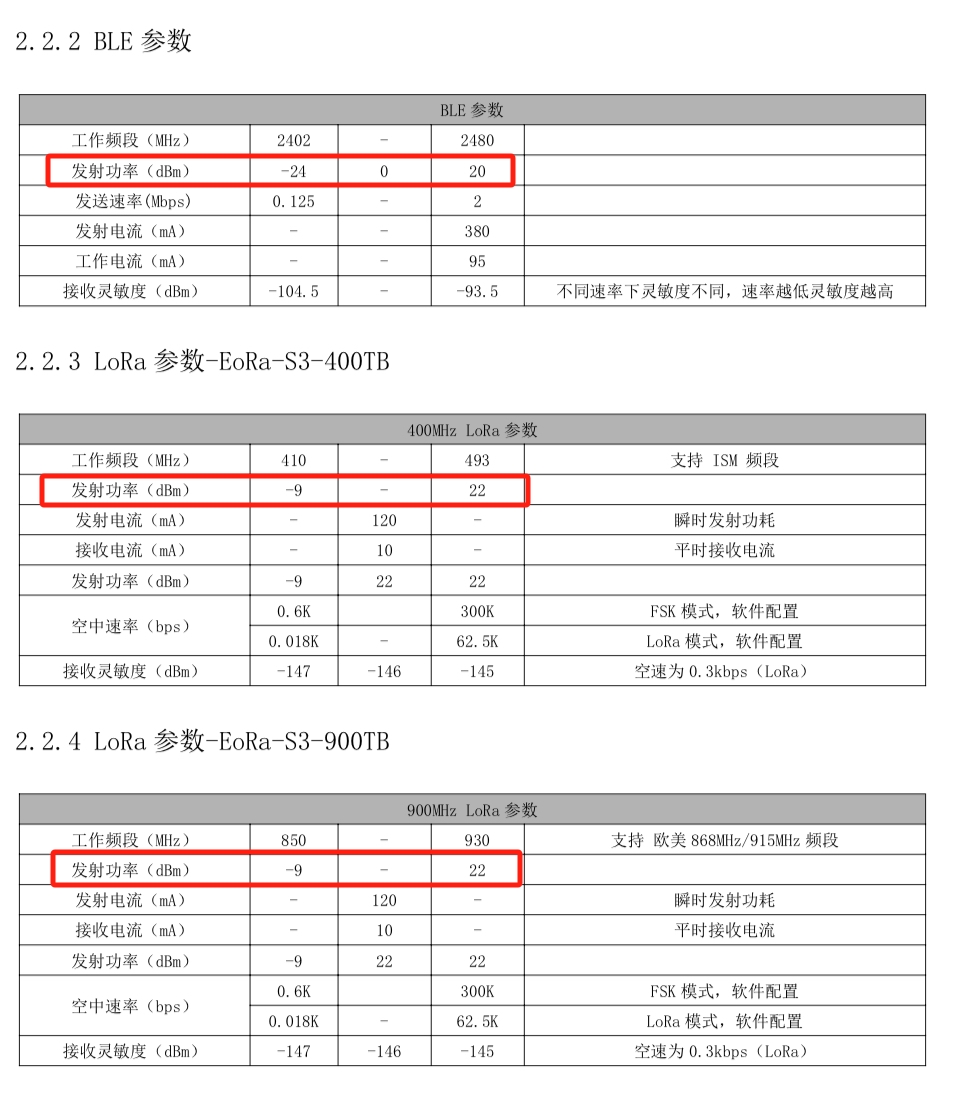 2.2.2 BLE 参数
BLE 参数
工作频段（MHz） 2402 - 2480
发射功率（dBm） -24 0 20
发送速率(Mbps) 0.125 - 2
发射电流（mA） - - 380
工作电流（mA） - - 95
接收灵敏度（dBm） -104.5 - -93.5 不同速率下灵敏度不同，速率越低灵敏度越高
2.2.3 LoRa 参数-EoRa-S3-400TB
400MHz LoRa 参数
工作频段（MHz） 410 - 493 支持 ISM 频段
发射功率（dBm） -9 - 22
发射电流（mA） - 120 - 瞬时发射功耗
接收电流（mA） - 10 - 平时接收电流
发射功率（dBm） -9 22 22
空中速率（bps） 0.6K 300K FSK 模式，软件配置
0.018K - 62.5K LoRa 模式，软件配置
接收灵敏度（dBm） -147 -146 -145 空速为 0.3kbps（LoRa）
2.2.4 LoRa 参数-EoRa-S3-900TB
900MHz LoRa 参数
工作频段（MHz） 850 - 930 支持 欧美 868MHz/915MHz 频段
发射功率（dBm） -9 - 22
发射电流（mA） - 120 - 瞬时发射功耗
接收电流（mA） - 10 - 平时接收电流
发射功率（dBm） -9 22 22
空中速率（bps） 0.6K 300K FSK 模式，软件配置
0.018K - 62.5K LoRa 模式，软件配置
接收灵敏度（dBm） -147 -146 -145 空速为 0.3kbps（LoRa）